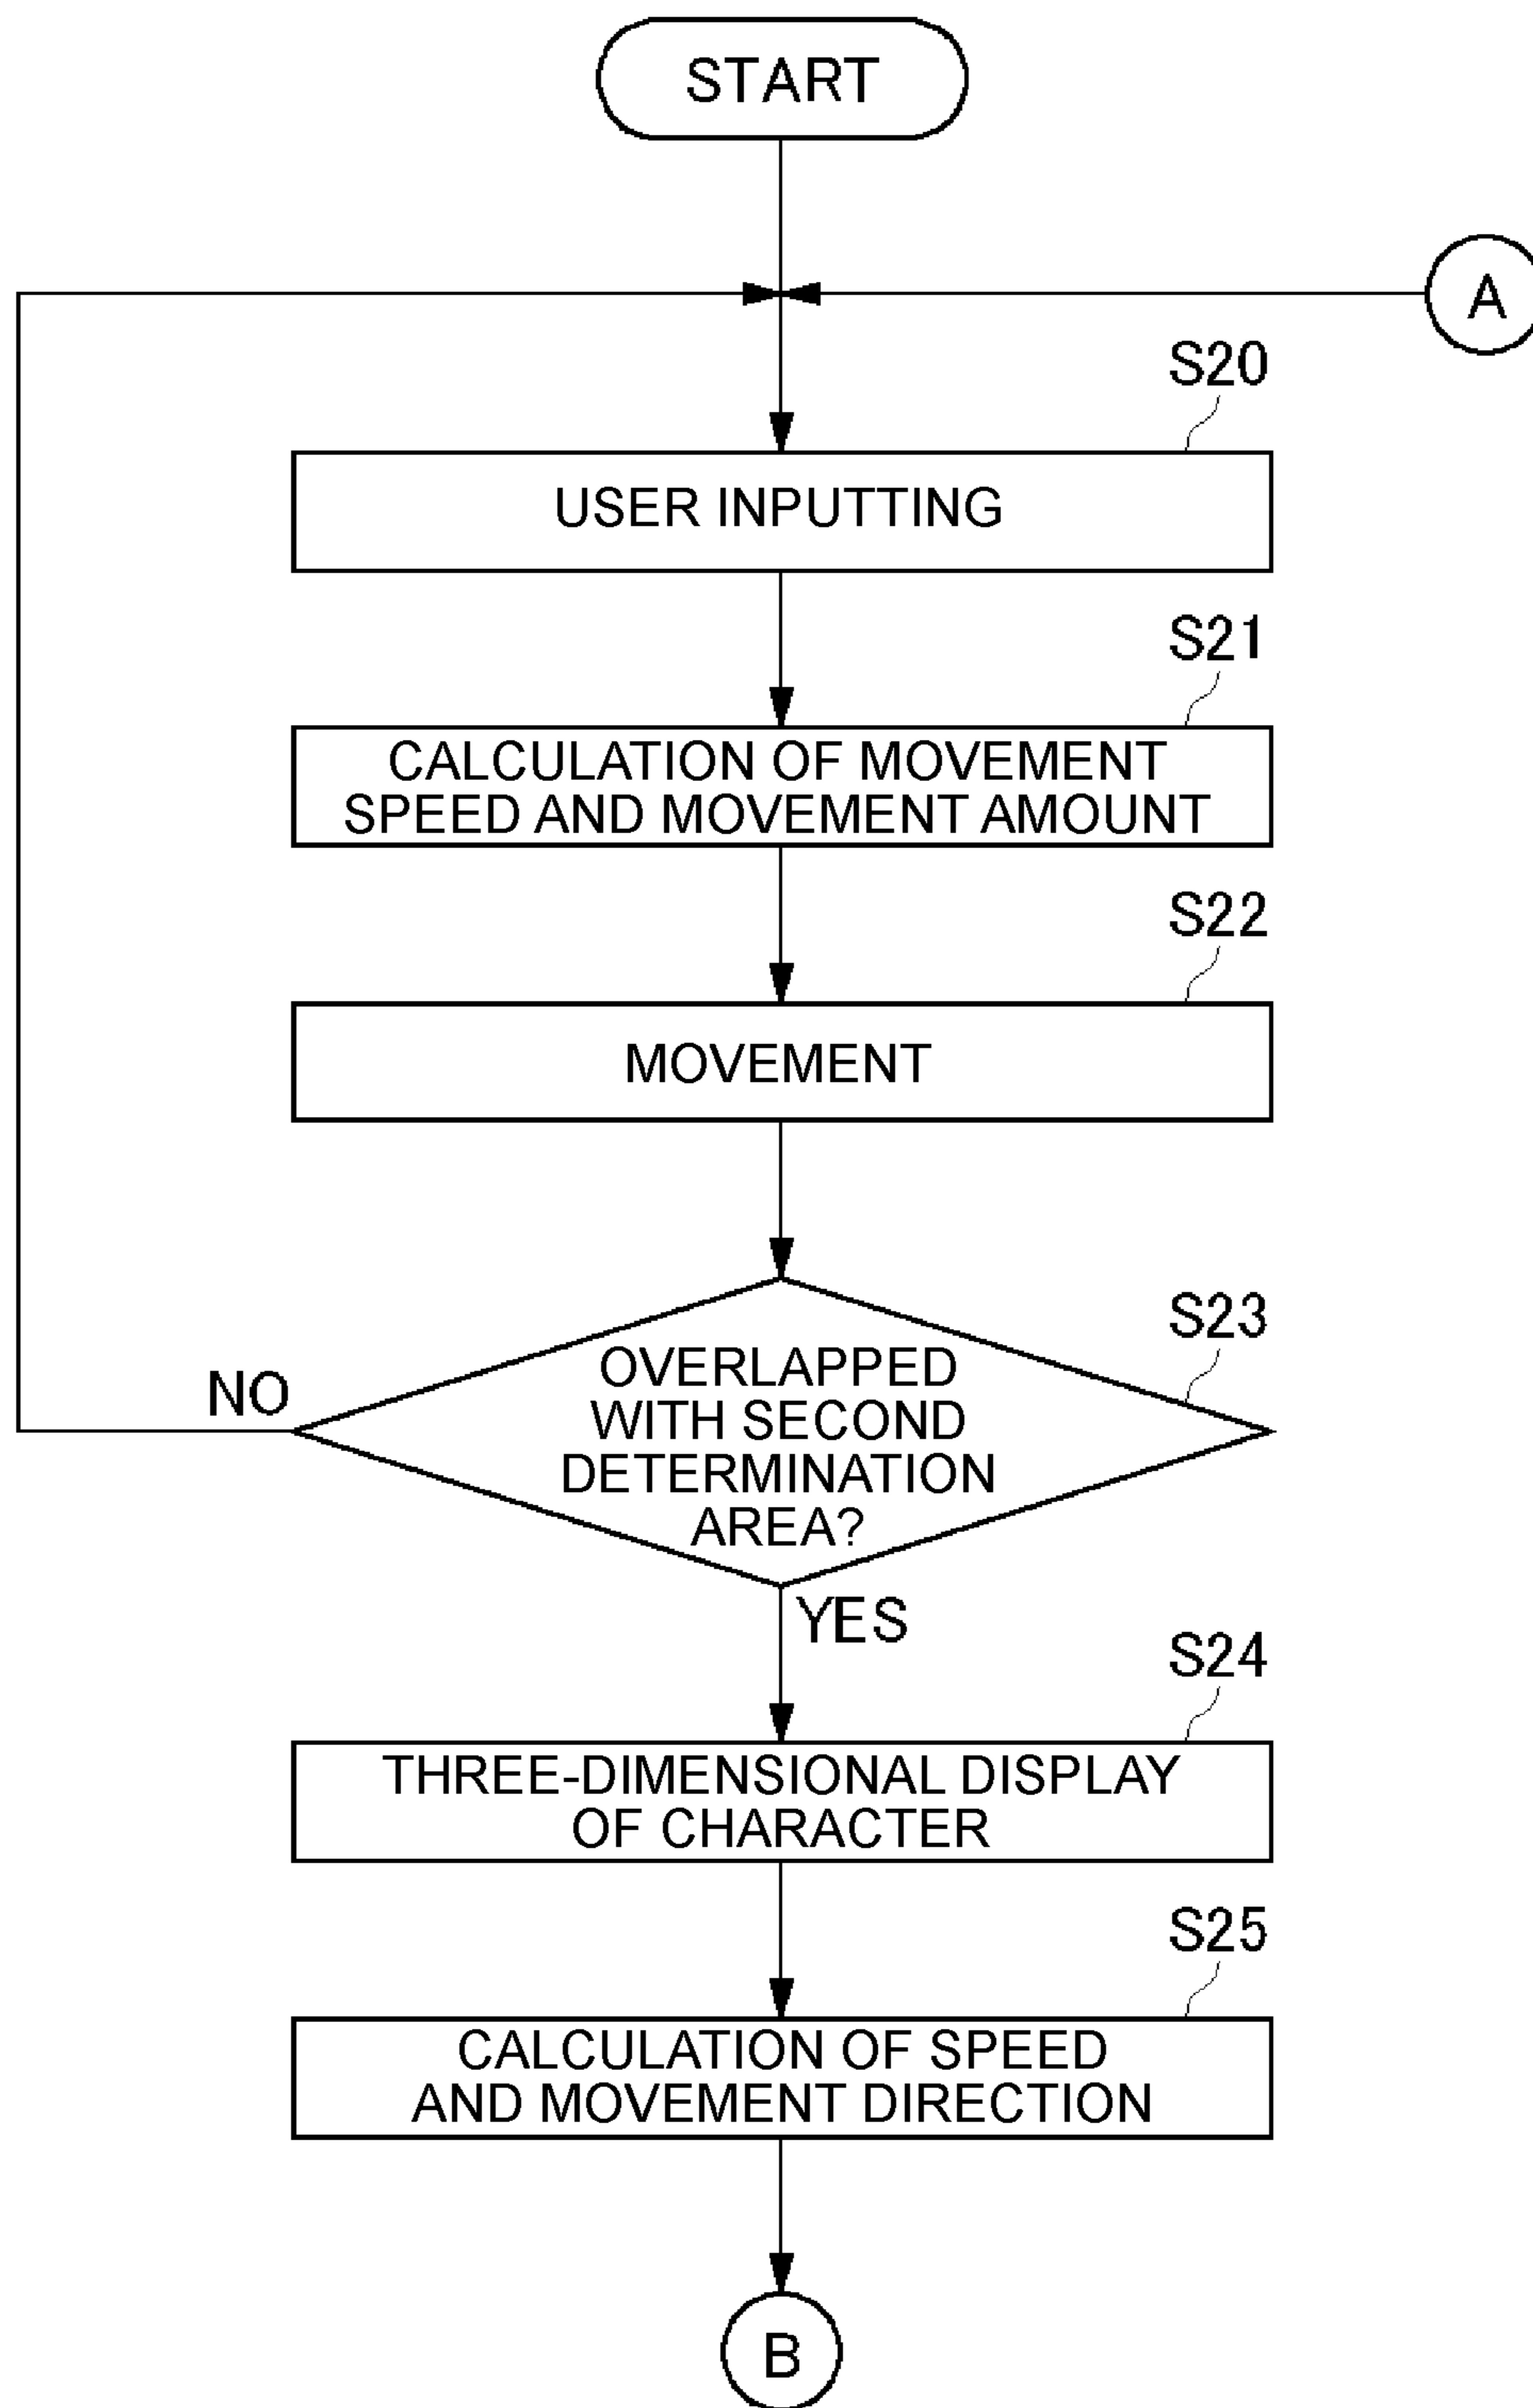 START
A
S20
USER INPUTTING
S21
CALCULATION OF MOVEMENT
SPEED AND MOVEMENT AMOUNT
S22
MOVEMENT
S23
OVERLAPPED
WITH SECOND
DETERMINATION
AREA?
NO
YES
S24
THREE-DIMENSIONAL DISPLAY
OF CHARACTER
S25
CALCULATION OF SPEED
AND MOVEMENT DIRECTION
B